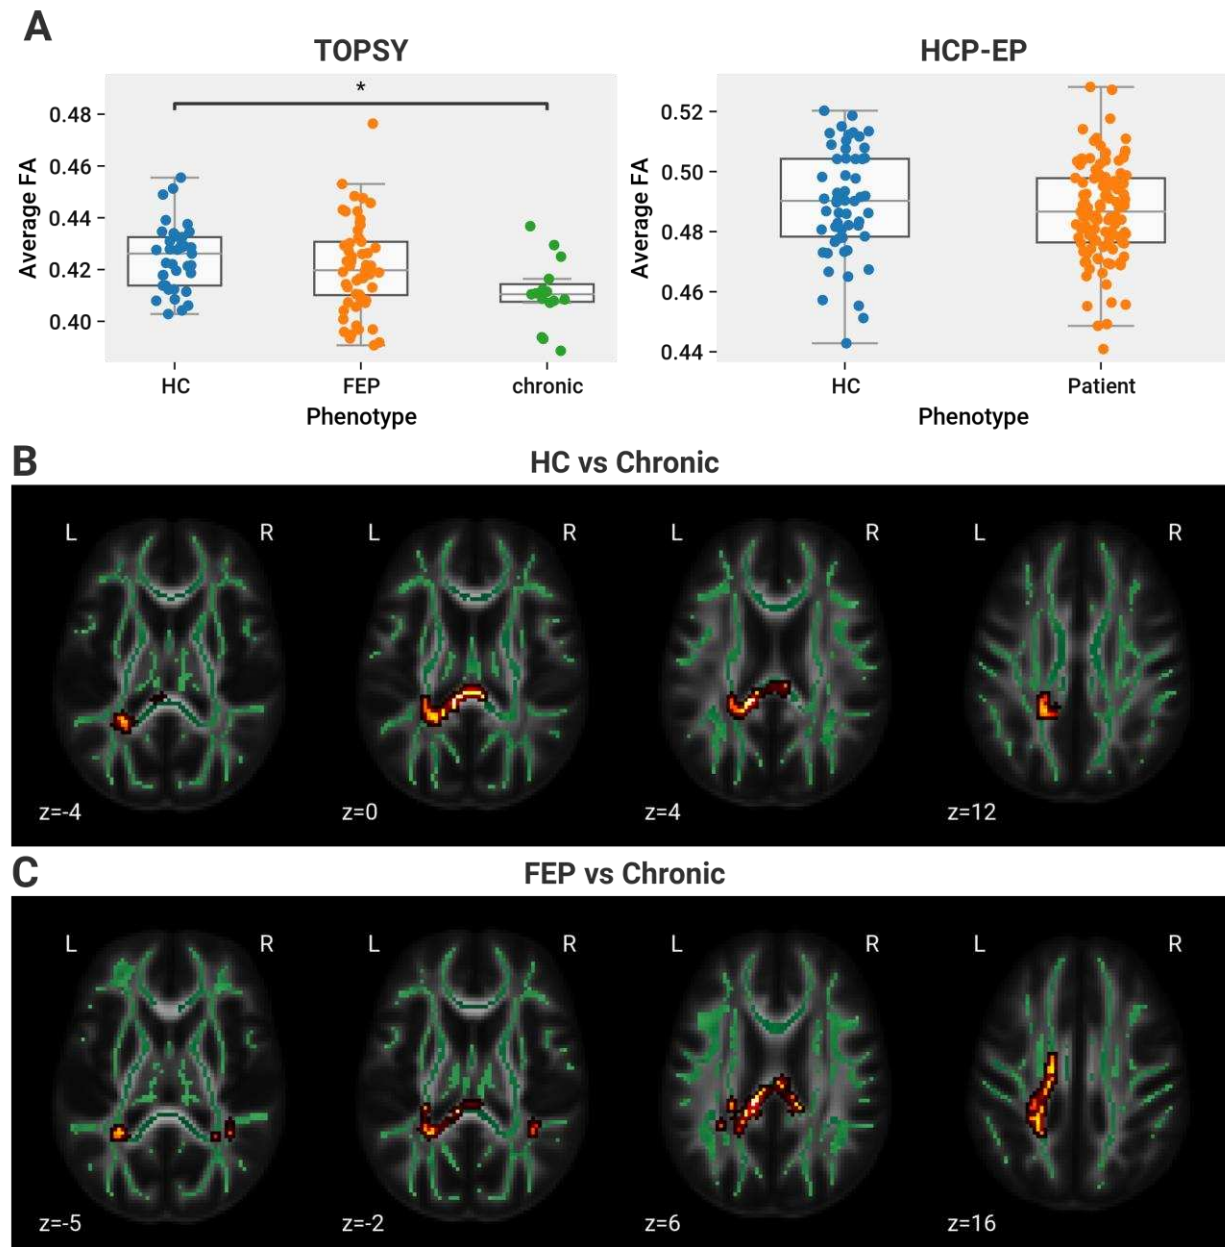 A
TOPSY
HCP-EP
*
Average FA
0.48
0.46
0.44
0.42
0.40
HC
FEP
chronic
Phenotype
Average FA
0.52
0.50
0.48
0.46
0.44
HC
Patient
Phenotype
B
HC vs Chronic
L R L R L R L R
z=-4 z=0 z=4 z=12
C
FEP vs Chronic
L R L R L R L R
z=-5 z=-2 z=6 z=16